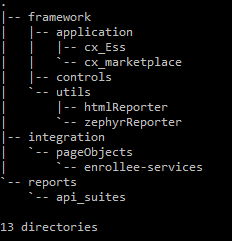 .
|-- framework
|   |-- application
|   |   |-- cx_Ess
|   |   `-- cx_marketplace
|   |-- controls
|   `-- utils
|       |-- htmlReporter
|       `-- zephyrReporter
|-- integration
|   `-- pageObjects
|       `-- enrollee-services
`-- reports
    `-- api_suites

13 directories